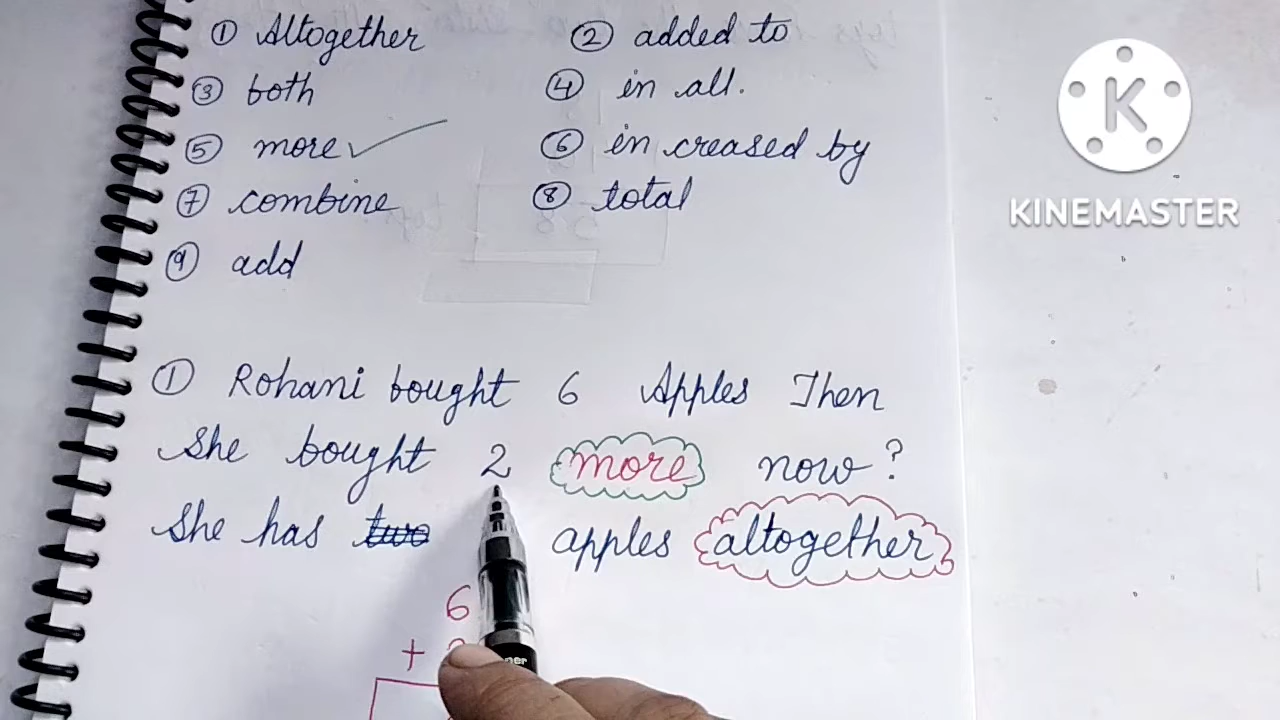 ① Altogether ② added to
③ both ④ in all.
⑤ more ✓ ⑥ in creased by
⑦ combine ⑧ total
⑨ add
① Rohani bought 6 Apples Then
She bought 2 more now?
She has two apples altogether
6
+
K
KINEMASTER